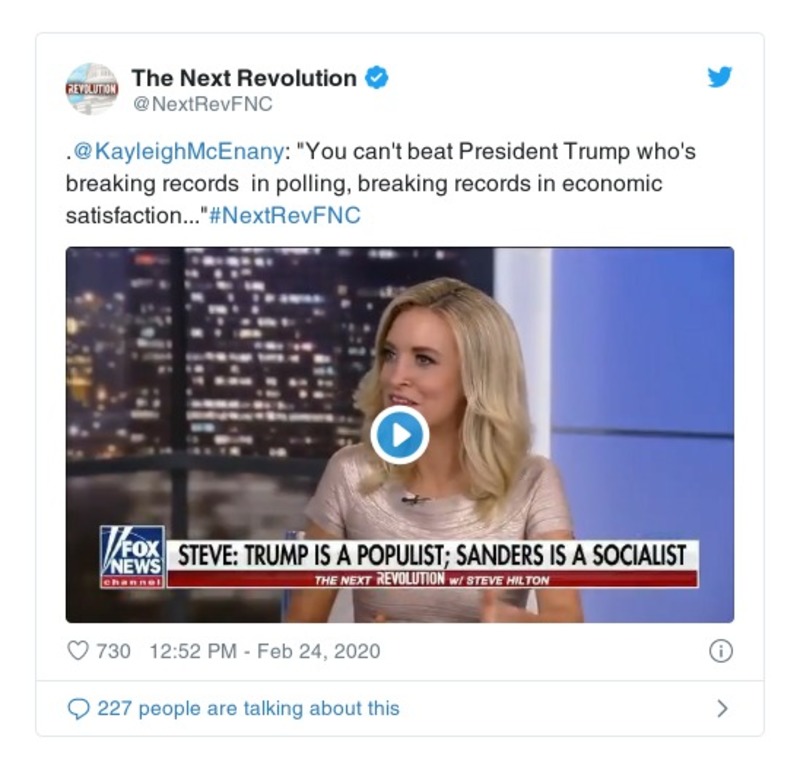 The Next Revolution
@NextRevFNC
REVOLUTION
.@KayleighMcEnany: "You can't beat President Trump who's
breaking records in polling, breaking records in economic
satisfaction..."#NextRevFNC
FOX
NEWS
channel
STEVE: TRUMP IS A POPULIST; SANDERS IS A SOCIALIST
THE NEXT REVOLUTION w/ STEVE HILTON
730 12:52 PM - Feb 24, 2020
227 people are talking about this